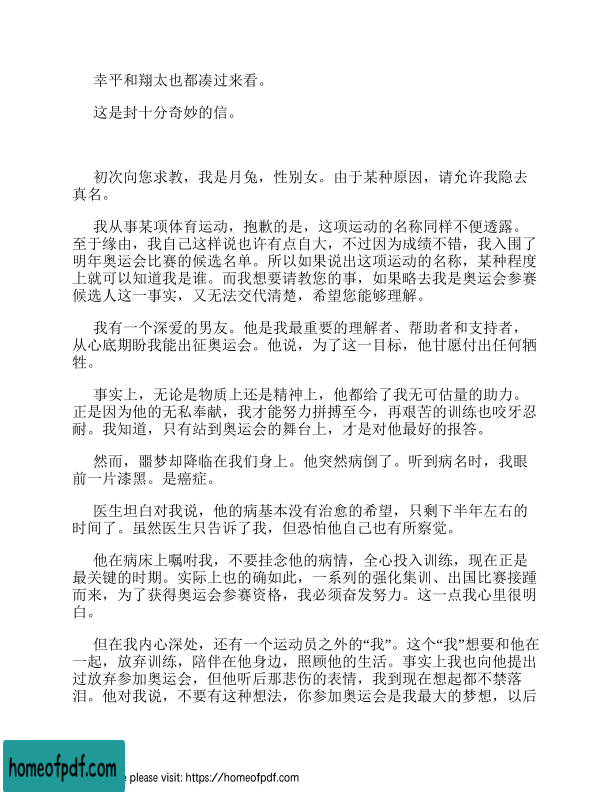 幸平和翔太也都凑过来看。
这是封十分奇妙的信。
初次向您求教，我是月兔，性别女。由于某种原因，请允许我隐去
真名。
我从事某项体育运动，抱歉的是，这项运动的名称同样不便透露。
至于缘由，我自己这样说也许有点自大，不过因为成绩不错，我入围了
明年奥运会比赛的候选名单。所以如果说出这项运动的名称，某种程度
上就可以知道我是谁。而我想要请教您的事，如果略去我是奥运会参赛
候选人这一事实，又无法交代清楚，希望您能够理解。
我有一个深爱的男友。他是我最重要的理解者、帮助者和支持者，
从心底期盼我能出征奥运会。他说，为了这一目标，他甘愿付出任何牺
牲。
事实上，无论是物质上还是精神上，他都给了我无可估量的助力。
正是因为他的无私奉献，我才能努力拼搏至今，再艰苦的训练也咬牙忍
耐。我知道，只有站到奥运会的舞台上，才是对他最好的报答。
然而，噩梦却降临在我们身上。他突然病倒了。听到病名时，我眼
前一片漆黑。是癌症。
医生坦白对我说，他的病基本没有治愈的希望，只剩下半年左右的
时间了。虽然医生只告诉了我，但恐怕他自己也有所察觉。
他在病床上嘱咐我，不要挂念他的病情，全心投入训练，现在正是
最关键的时期。实际上也的确如此，一系列的强化集训、出国比赛接踵
而来，为了获得奥运会参赛资格，我必须奋发努力。这一点我心里很明
白。
但在我内心深处，还有一个运动员之外的“我”。这个“我”想要和他在
一起，放弃训练，陪伴在他身边，照顾他的生活。事实上我也向他提出
过放弃参加奥运会，但他听后那悲伤的表情，我到现在想起都不禁落
泪。他对我说，不要有这种想法，你参加奥运会是我最大的梦想，以后
homeofpdf.com
e please visit: https://homeofpdf.com